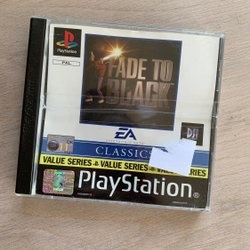 PlayStation
PAL
FADE TO
BLACK
EA
CLASSICS
VALUE SERIES
VALUE SERIES
VALUE SERIES
PlayStation